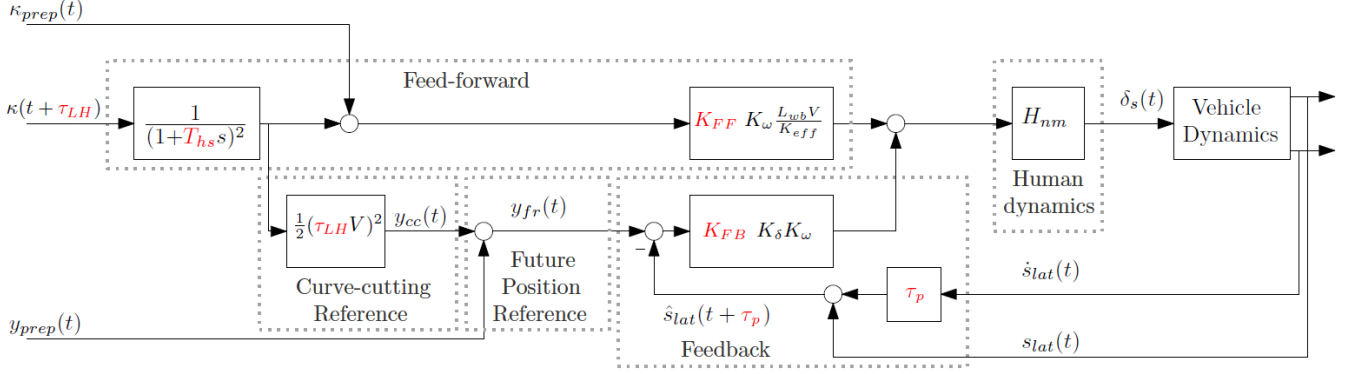 κ_prep(t)
Feed-forward
κ(t + τ_LH)
1
(1+T_hs s)²
K_FF K_ω L_wb V / K_eff
H_nm
δ_s(t)
Vehicle
Dynamics
Human
dynamics
½(τ_LH V)²
y_cc(t)
y_fr(t)
−
K_FB K_δ K_ω
Curve-cutting
Reference
Future
Position
Reference
τ_p
ṡ_lat(t)
ŝ_lat(t + τ_p)
y_prep(t)
Feedback
s_lat(t)